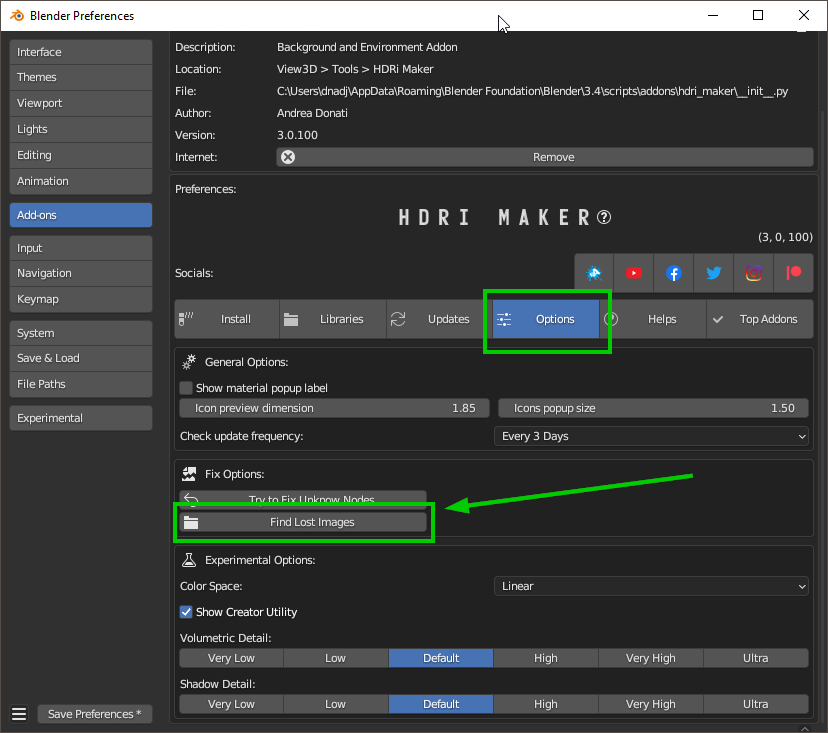 Blender Preferences
Interface
Themes
Viewport
Lights
Editing
Animation
Add-ons
Input
Navigation
Keymap
System
Save & Load
File Paths
Experimental
Save Preferences *
Description: Background and Environment Addon
Location: View3D > Tools > HDRi Maker
File: C:\Users\dnadj\AppData\Roaming\Blender Foundation\Blender\3.4\scripts\addons\hdri_maker\__init__.py
Author: Andrea Donati
Version: 3.0.100
Internet: Remove
Preferences:
HDRI MAKER
(3, 0, 100)
Socials:
Install Libraries Updates Options Helps Top Addons
General Options:
Show material popup label
Icon preview dimension 1.85 Icons popup size 1.50
Check update frequency: Every 3 Days
Fix Options:
Try to Fix Unknow Nodes
Find Lost Images
Experimental Options:
Color Space: Linear
Show Creator Utility
Volumetric Detail:
Very Low Low Default High Very High Ultra
Shadow Detail:
Very Low Low Default High Very High Ultra